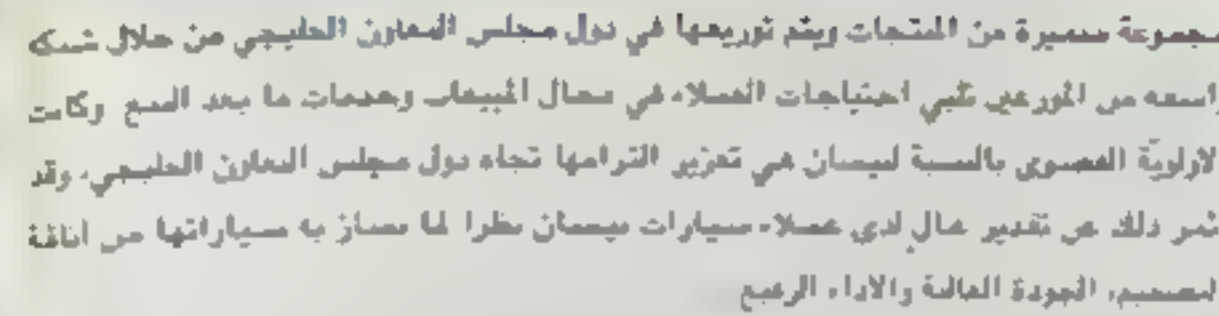 مجموعة مميزة من المنتجات ويتم توزيعها في دول مجلس التعاون الخليجي من خلال شبكة
واسعة من الموزعين تلبي احتياجات العملاء في مجال المبيعات وخدمات ما بعد البيع وكانت
الأولوية القصوى بالنسبة لنيسان هي تعزيز التزامها تجاه دول مجلس التعاون الخليجي، وقد
أثمر ذلك عن تقدير عالٍ لدى عملاء سيارات نيسان نظرا لما تمتاز به سياراتها من أناقة
التصميم، الجودة العالية والأداء الرفيع